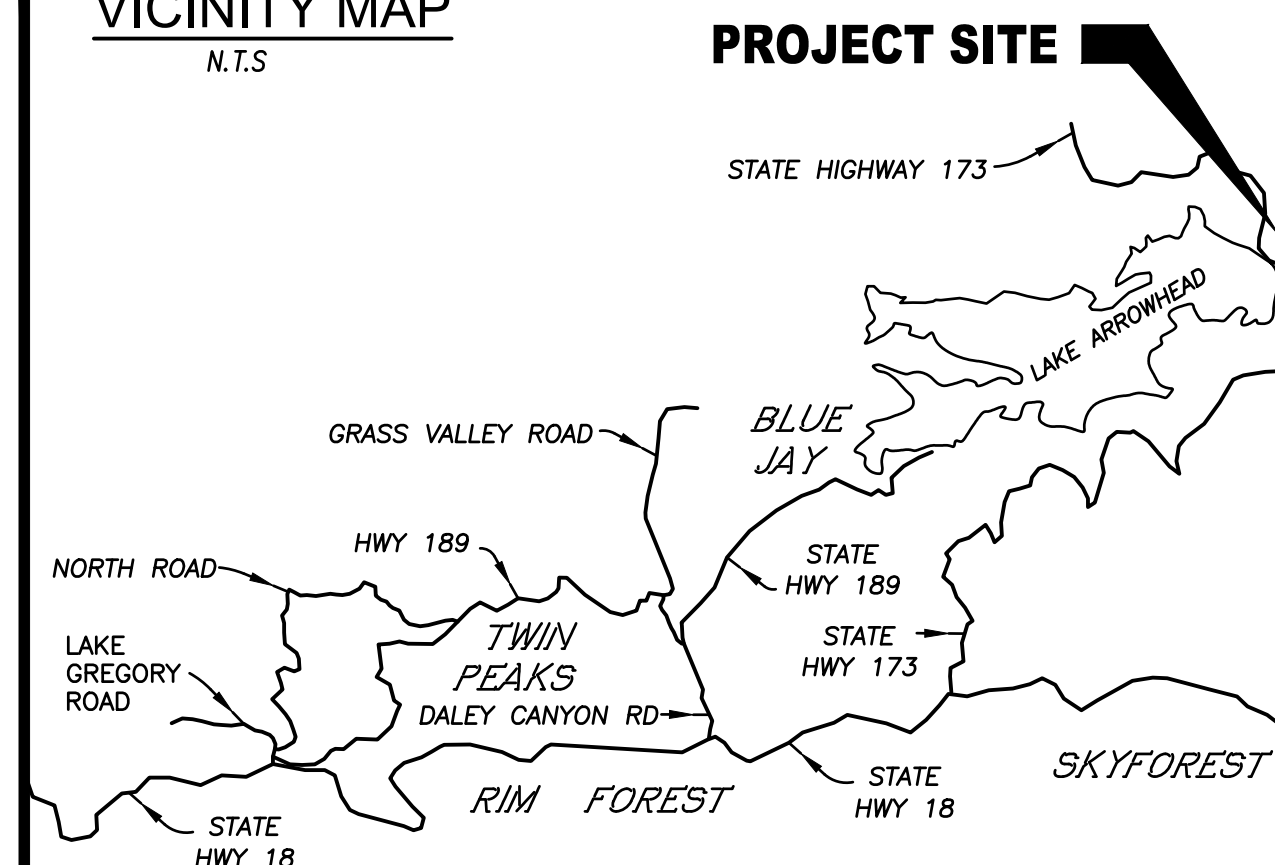 VICINITY MAP
N.T.S
PROJECT SITE
STATE HIGHWAY 173
LAKE ARROWHEAD
BLUE
JAY
GRASS VALLEY ROAD
HWY 189
NORTH ROAD
STATE
HWY 189
LAKE
GREGORY
ROAD
TWIN
PEAKS
STATE
HWY 173
DALEY CANYON RD
SKYFOREST
RIM FOREST
STATE
HWY 18
STATE
HWY 18